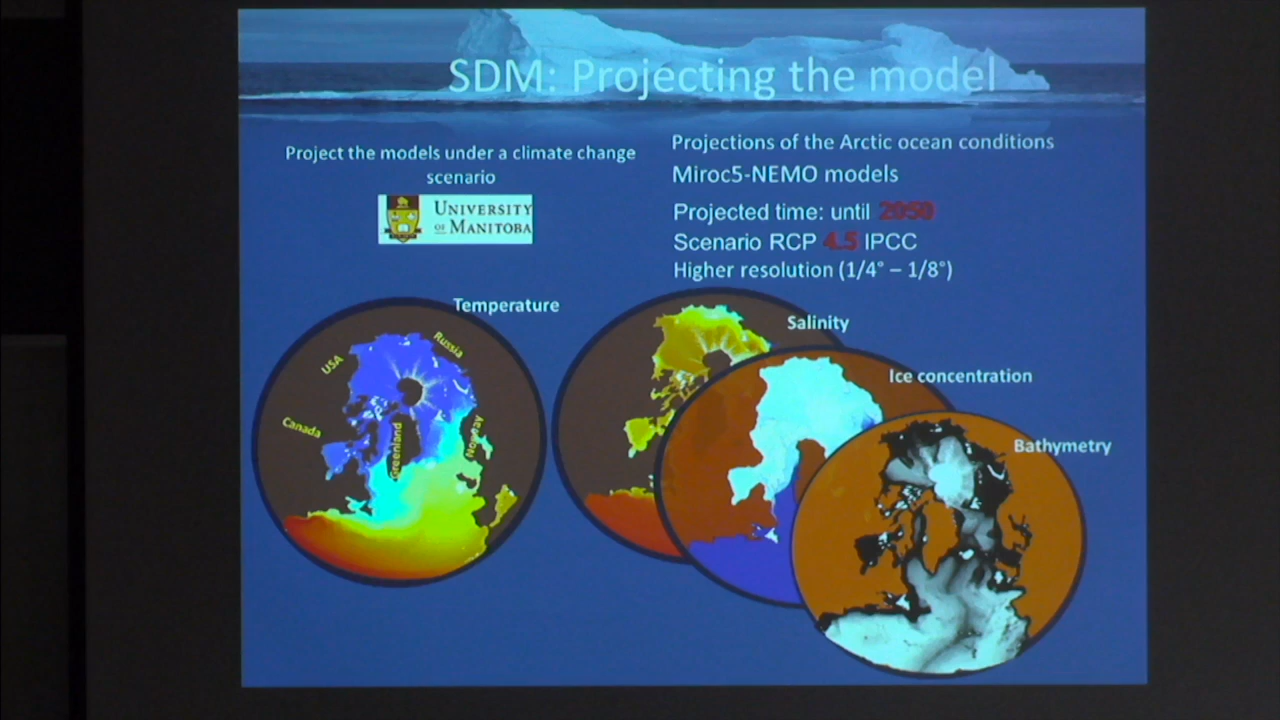 SDM: Projecting the model
Project the models under a climate change
scenario
UNIVERSITY
OF MANITOBA
Projections of the Arctic ocean conditions
Miroc5-NEMO models
Projected time: until 2050
Scenario RCP 4.5 IPCC
Higher resolution (1/4° – 1/8°)
Temperature
USA
Russia
Canada
Greenland
Norway
Salinity
Ice concentration
Bathymetry